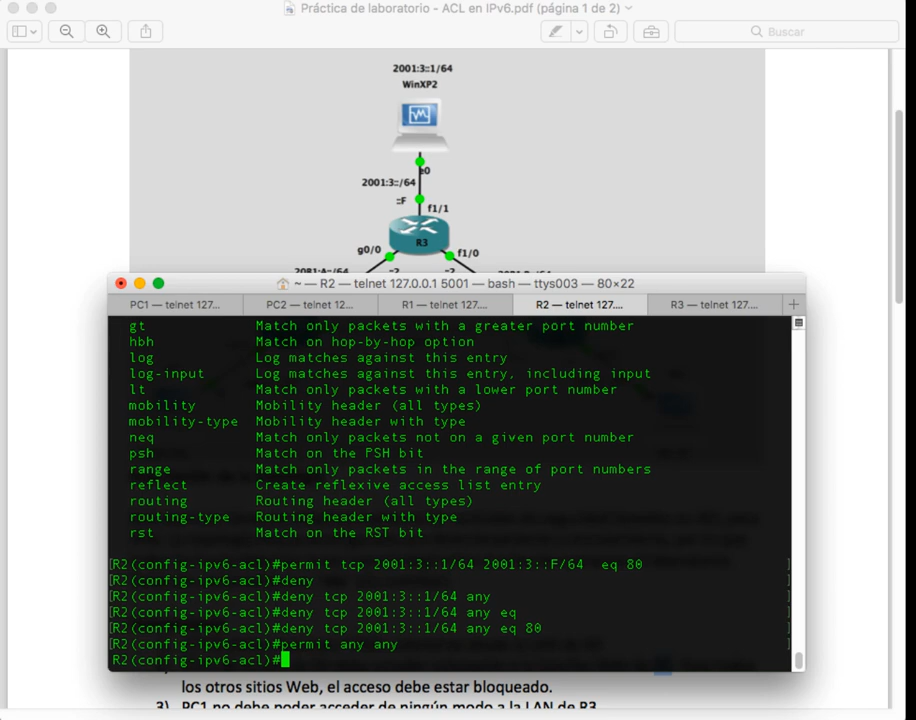 Práctica de laboratorio - ACL en IPv6.pdf (página 1 de 2)
Buscar
2001:3::1/64
WinXP2
e0
2001:3::/64
::F
f1/1
R3
g0/0
f1/0
~ — R2 — telnet 127.0.0.1 5001 — bash — ttys003 — 80×22
PC1 — telnet 127... PC2 — telnet 12... R1 — telnet 127.... R2 — telnet 127.... R3 — telnet 127....
gt Match only packets with a greater port number
hbh Match on hop-by-hop option
log Log matches against this entry
log-input Log matches against this entry, including input
lt Match only packets with a lower port number
mobility Mobility header (all types)
mobility-type Mobility header with type
neq Match only packets not on a given port number
psh Match on the PSH bit
range Match only packets in the range of port numbers
reflect Create reflexive access list entry
routing Routing header (all types)
routing-type Routing header with type
rst Match on the RST bit
[R2(config-ipv6-acl)#permit tcp 2001:3::1/64 2001:3::F/64  eq 80 ]
[R2(config-ipv6-acl)#deny ]
[R2(config-ipv6-acl)#deny tcp 2001:3::1/64 any ]
[R2(config-ipv6-acl)#deny tcp 2001:3::1/64 any eq ]
[R2(config-ipv6-acl)#deny tcp 2001:3::1/64 any eq 80 ]
[R2(config-ipv6-acl)#permit any any ]
R2(config-ipv6-acl)#
los otros sitios Web, el acceso debe estar bloqueado.
3) PC1 no debe poder acceder de ningún modo a la LAN de R3